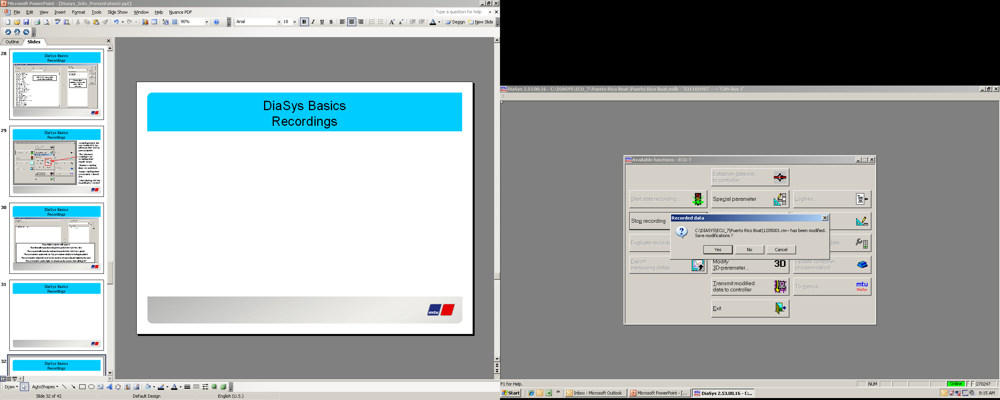 Microsoft PowerPoint - [Diasys_Info_Presentation2.ppt]
File Edit View Insert Format Tools Slide Show Window Help Nuance PDF
Type a question for help
90%
Arial
18
B I U S
Design
New Slide
Outline
Slides
28
DiaSys Basics
Recordings
29
DiaSys Basics
Recordings
30
DiaSys Basics
Recordings
- Two similar screens will appear
31
DiaSys Basics
Recordings
32
DiaSys Basics
Recordings
DiaSys Basics
Recordings
mtu
Draw
AutoShapes
Slide 32 of 42
Default Design
English (U.S.)
DiaSys 2.53.00.16 - C:\DIASYS\ECU_7\Puerto Rico Boat\Puerto Rico Boat.mdb - '531101097' --> 'CAN-Bus 1'
?
Available functions - ECU-7
Establish data link
to controller...
Start data recording...
Special parameter
Logfiles...
Stop recording
Recorded data
C:\DIASYS\ECU_7\Puerto Rico Boat\1205001.rm~ has been modified.
Save modifications ?
Yes
No
Cancel
Evaluate recorde
data...
Export
measuring datas...
Modify
3D-parameter...
3D
Update controller...
(modernization)
Transmit modified
data to controller
To menus...
mtu
DiaSys
Exit
F1 for Help.
NUM
Online
-
-
270247
Start
Inbox - Microsoft Outlook
Microsoft PowerPoint - [...
DiaSys 2.53.00.16 - C:...
8:15 AM